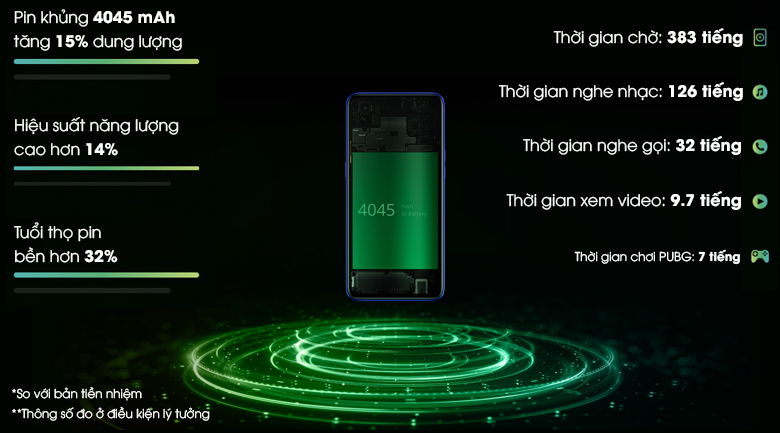 Pin khủng 4045 mAh
tăng 15% dung lượng
Hiệu suất năng lượng
cao hơn 14%
Tuổi thọ pin
bền hơn 32%
4045
Thời gian chờ: 383 tiếng
Thời gian nghe nhạc: 126 tiếng
Thời gian nghe gọi: 32 tiếng
Thời gian xem video: 9.7 tiếng
Thời gian chơi PUBG: 7 tiếng
*So với bản tiền nhiệm
**Thông số đo ở điều kiện lý tưởng